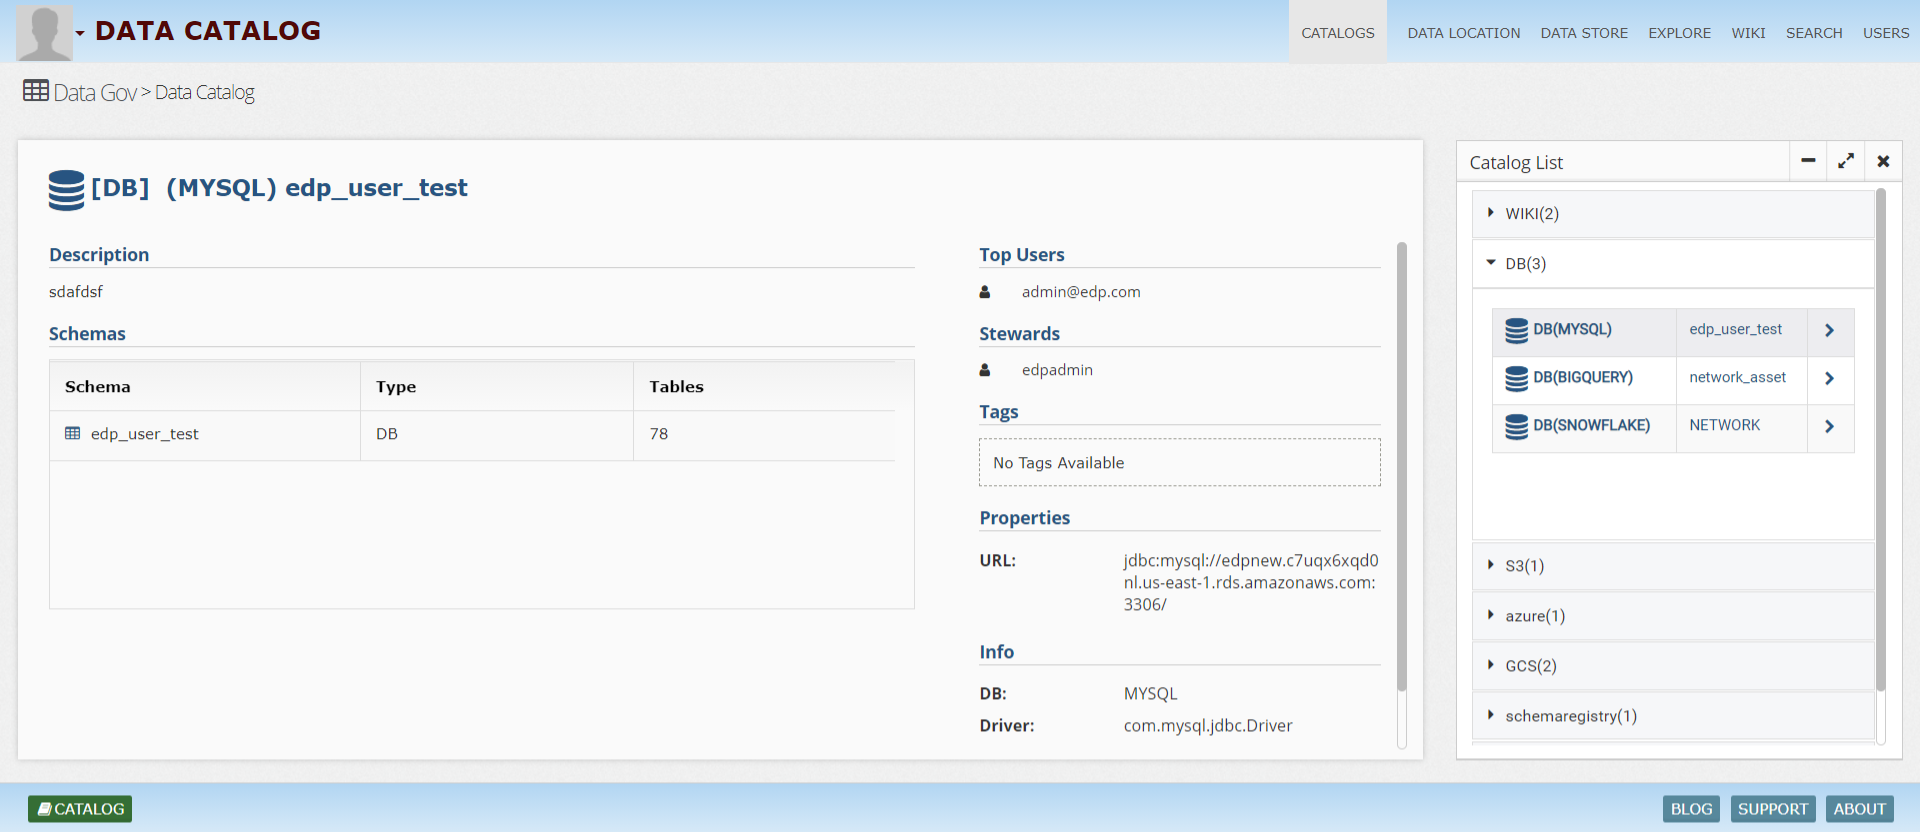 DATA CATALOG
CATALOGS DATA LOCATION DATA STORE EXPLORE WIKI SEARCH USERS
Data Gov > Data Catalog
[DB] (MYSQL) edp_user_test
Description
sdafdsf
Schemas
Schema Type Tables
edp_user_test DB 78
Top Users
admin@edp.com
Stewards
edpadmin
Tags
No Tags Available
Properties
URL: jdbc:mysql://edpnew.c7uqx6xqd0
nl.us-east-1.rds.amazonaws.com:
3306/
Info
DB: MYSQL
Driver: com.mysql.jdbc.Driver
Catalog List
WIKI(2)
DB(3)
DB(MYSQL) edp_user_test
DB(BIGQUERY) network_asset
DB(SNOWFLAKE) NETWORK
S3(1)
azure(1)
GCS(2)
schemaregistry(1)
CATALOG
BLOG SUPPORT ABOUT